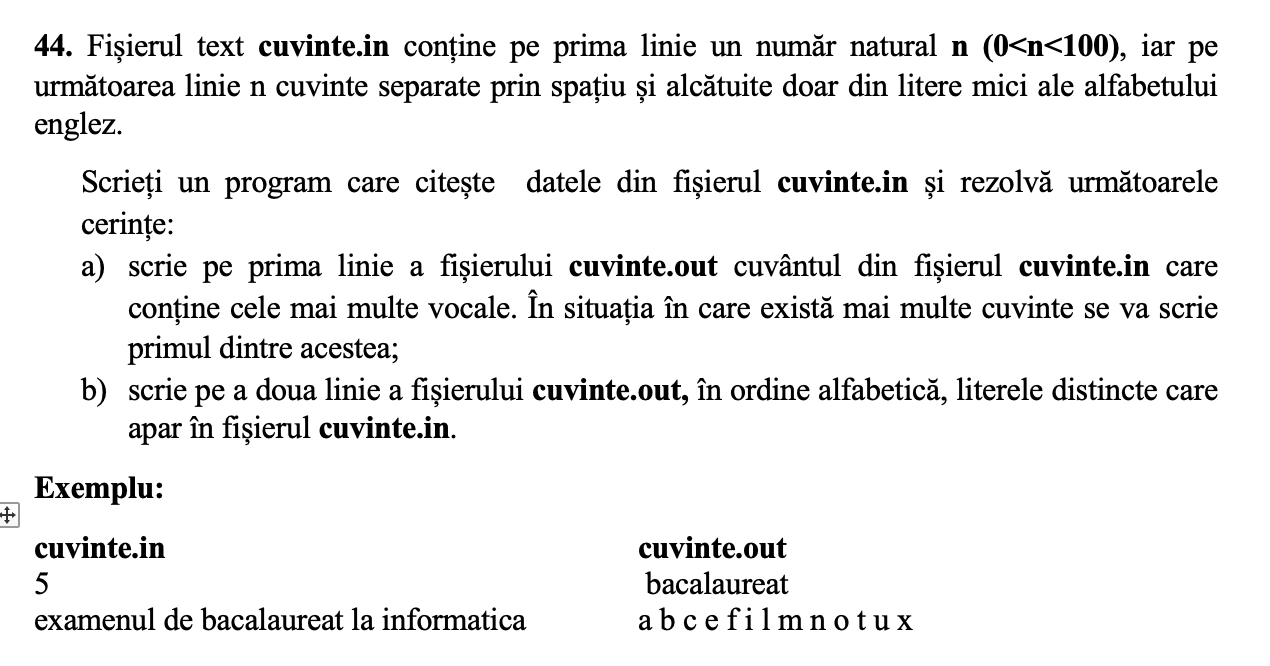 44. Fișierul text cuvinte.in conține pe prima linie un număr natural n (0<n<100), iar pe
următoarea linie n cuvinte separate prin spațiu și alcătuite doar din litere mici ale alfabetului
englez.
Scrieți un program care citește datele din fișierul cuvinte.in și rezolvă următoarele
cerințe:
a) scrie pe prima linie a fișierului cuvinte.out cuvântul din fișierul cuvinte.in care
conține cele mai multe vocale. În situația în care există mai multe cuvinte se va scrie
primul dintre acestea;
b) scrie pe a doua linie a fișierului cuvinte.out, în ordine alfabetică, literele distincte care
apar în fișierul cuvinte.in.
Exemplu:
cuvinte.in cuvinte.out
5 bacalaureat
examenul de bacalaureat la informatica a b c e f i l m n o t u x